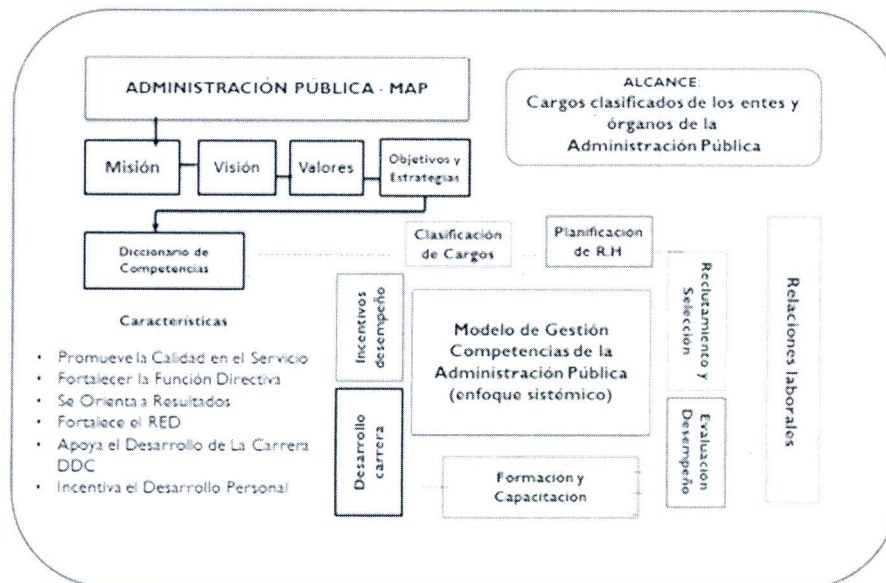 ADMINISTRACIÓN PÚBLICA - MAP
ALCANCE:
Cargos clasificados de los entes y
órganos de la
Administración Pública
Misión
Visión
Valores
Objetivos y
Estrategias
Diccionario de
Competencias
Clasificación
de Cargos
Planificación
de R.H
Características
• Promueve la Calidad en el Servicio
• Fortalecer la Función Directiva
• Se Orienta a Resultados
• Fortalece el RED
• Apoya el Desarrollo de La Carrera
DDC
• Incentiva el Desarrollo Personal
Incentivos
desempeño
Desarrollo
carrera
Modelo de Gestión
Competencias de la
Administración Pública
(enfoque sistémico)
Formación y
Capacitación
Reclutamiento y
Selección
Evaluación
Desempeño
Relaciones laborales